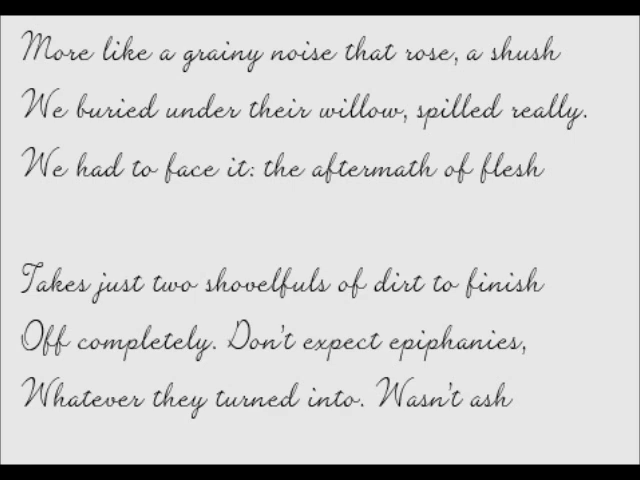 More like a grainy noise that rose, a shush
We buried under their willow, spilled really.
We had to face it: the aftermath of flesh
Takes just two shovelfuls of dirt to finish
Off completely. Don't expect epiphanies,
Whatever they turned into. Wasn't ash